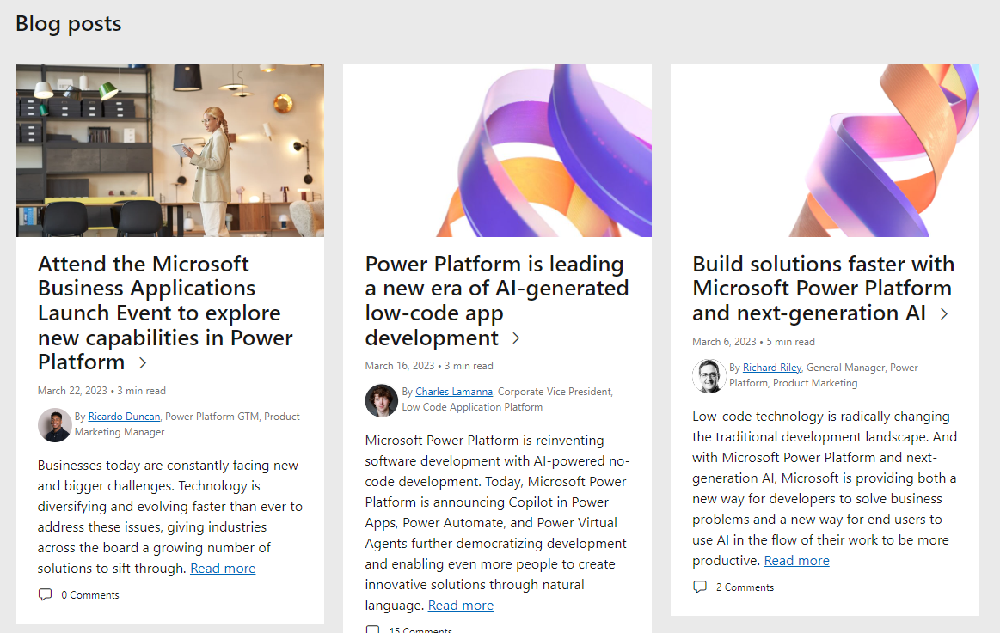 Blog posts
Attend the Microsoft
Business Applications
Launch Event to explore
new capabilities in Power
Platform
March 22, 2023 • 3 min read
By Ricardo Duncan, Power Platform GTM, Product
Marketing Manager
Businesses today are constantly facing new
and bigger challenges. Technology is
diversifying and evolving faster than ever to
address these issues, giving industries
across the board a growing number of
solutions to sift through. Read more
0 Comments
Power Platform is leading
a new era of AI-generated
low-code app
development
March 16, 2023 • 3 min read
By Charles Lamanna, Corporate Vice President,
Low Code Application Platform
Microsoft Power Platform is reinventing
software development with AI-powered no-
code development. Today, Microsoft Power
Platform is announcing Copilot in Power
Apps, Power Automate, and Power Virtual
Agents further democratizing development
and enabling even more people to create
innovative solutions through natural
language. Read more
15 Comments
Build solutions faster with
Microsoft Power Platform
and next-generation AI
March 6, 2023 • 5 min read
By Richard Riley, General Manager, Power
Platform, Product Marketing
Low-code technology is radically changing
the traditional development landscape. And
with Microsoft Power Platform and next-
generation AI, Microsoft is providing both a
new way for developers to solve business
problems and a new way for end users to
use AI in the flow of their work to be more
productive. Read more
2 Comments